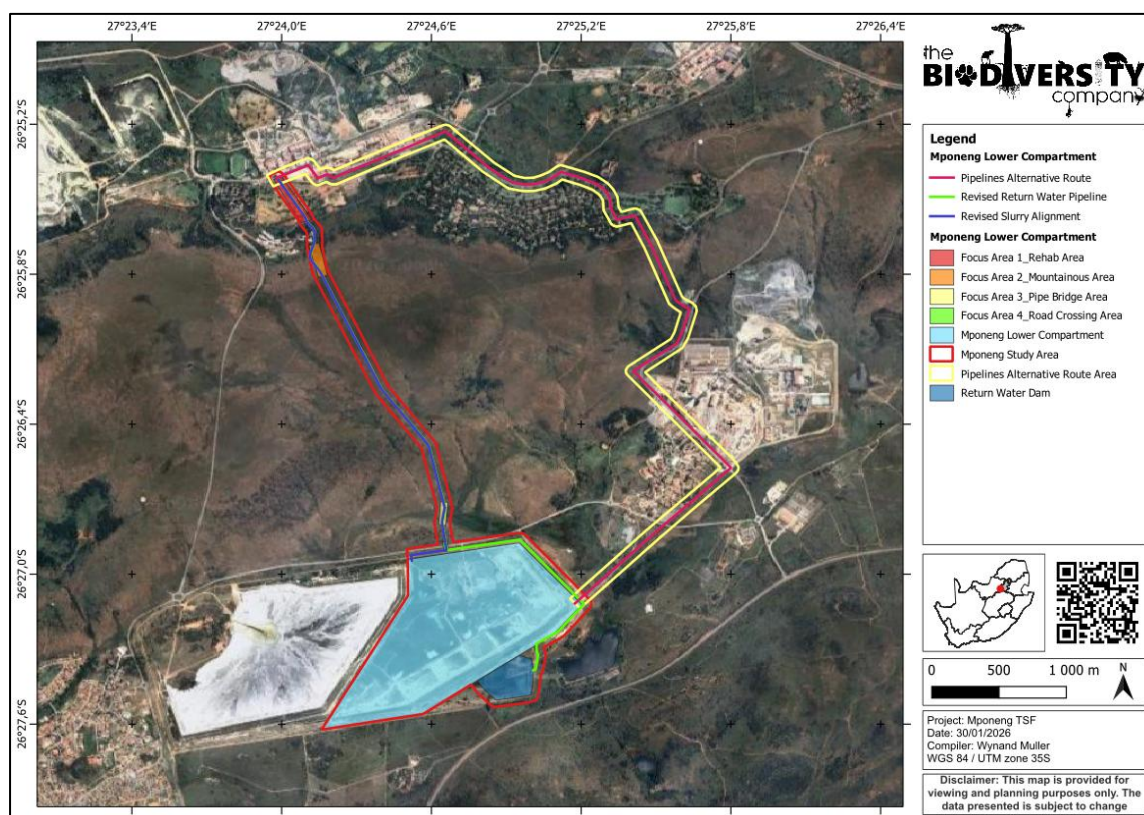 27°23,4′
27°24,0′
27°24,6′
27°25,2′
27°25,8′
27°26,4′E
26°25,2′S
26°25,8′S
26°26,4′S
26°27,0′S
26°27,6′S
the
BIODIVERSITY
company
Legend
Mponeng Lower Compartment
Pipelines Alternative Route
Revised Return Water Pipeline
Revised Slurry Alignment
Mponeng Lower Compartment
Focus Area 1_Rehab Area
Focus Area 2_Mountainous Area
Focus Area 3_Pipe Bridge Area
Focus Area 4_Road Crossing Area
Mponeng Lower Compartment
Mponeng Study Area
Pipelines Alternative Route Area
Return Water Dam
0 500 1 000 m
N
Project: Mponeng TSF
Date: 30/01/2026
Compiler: Wynand Muller
WGS 84 / UTM zone 35S
Disclaimer: This map is provided for
viewing and planning purposes only. The
data presented is subject to change